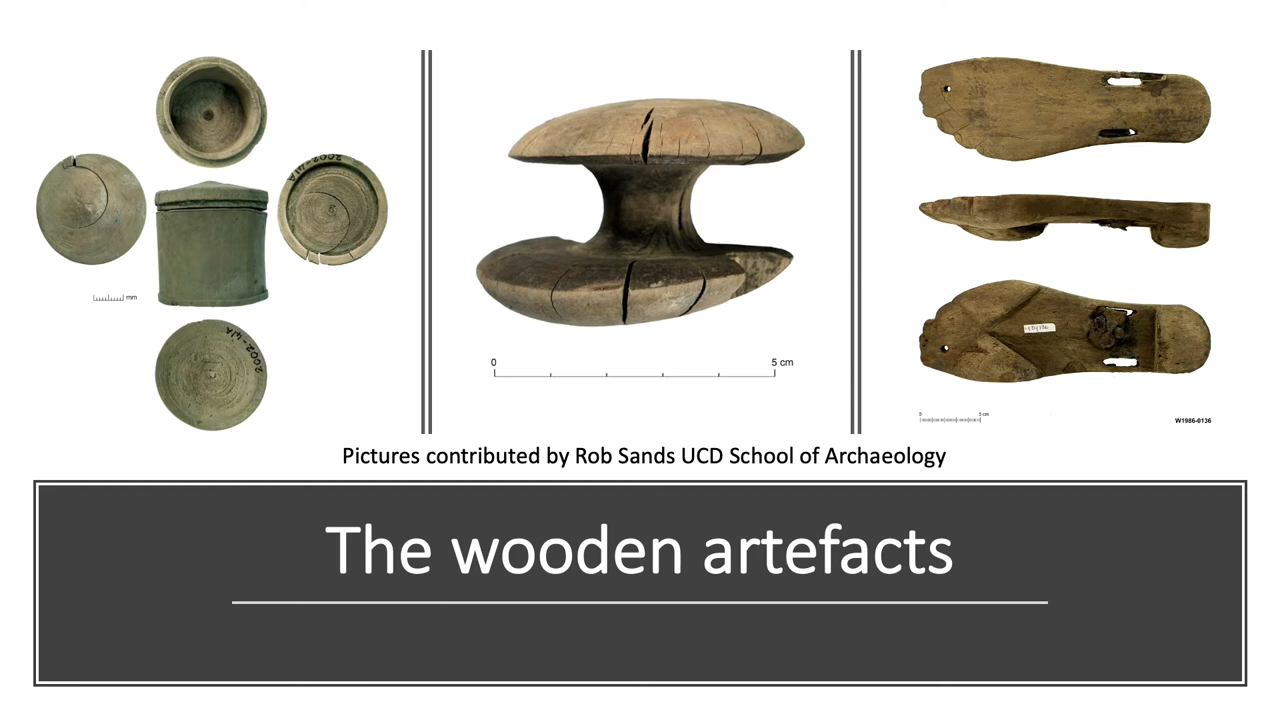 2002-41A
mm
2002-41A
0 5 cm
0 5 cm
W1986-0136
Pictures contributed by Rob Sands UCD School of Archaeology
The wooden artefacts